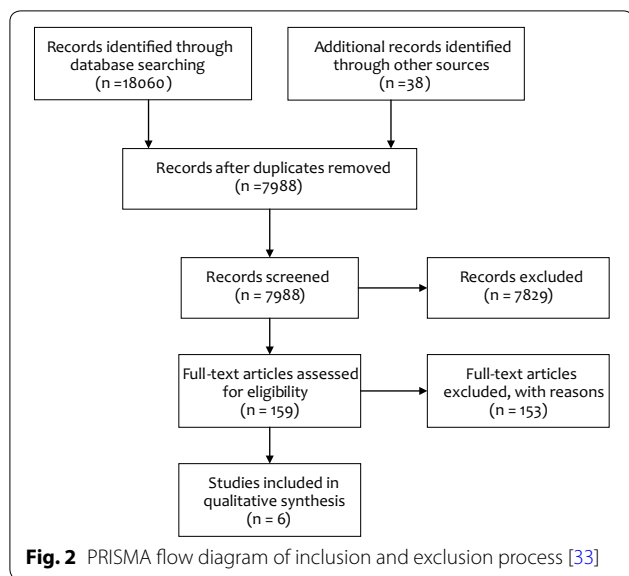 Records identified through
database searching
(n =18060)
Additional records identified
through other sources
(n =38)
Records after duplicates removed
(n =7988)
Records screened
(n = 7988)
Records excluded
(n = 7829)
Full-text articles assessed
for eligibility
(n = 159)
Full-text articles
excluded, with reasons
(n = 153)
Studies included in
qualitative synthesis
(n = 6)
Fig. 2 PRISMA flow diagram of inclusion and exclusion process [33]